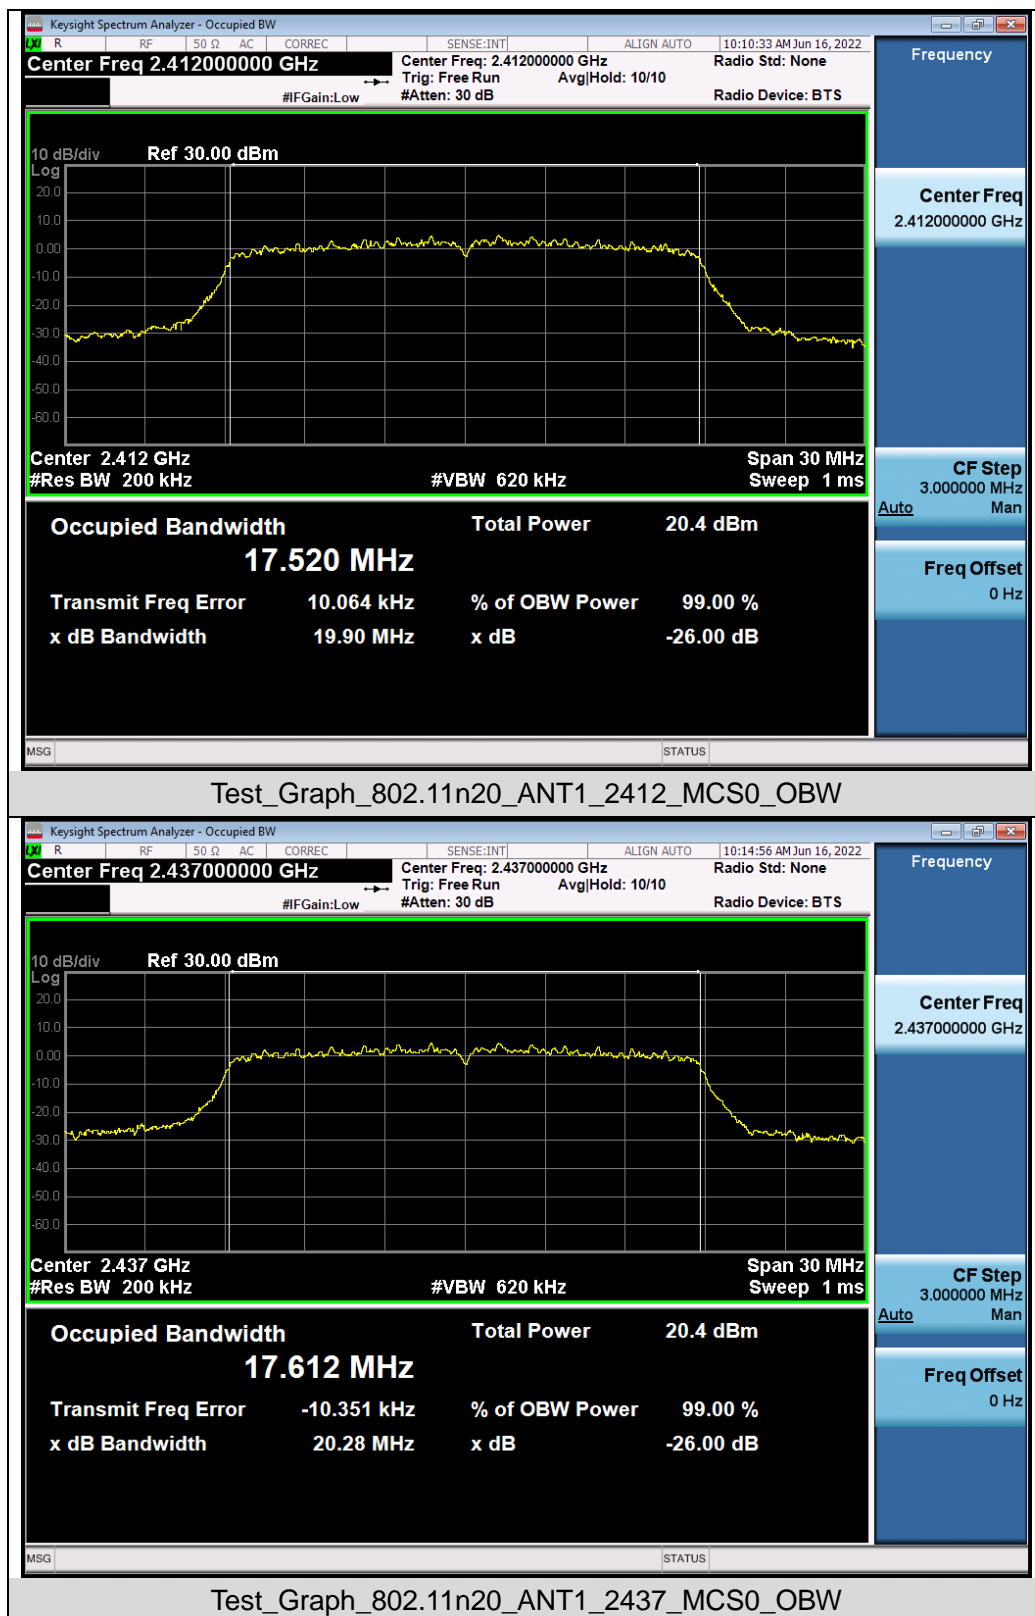 Keysight Spectrum Analyzer - Occupied BW
LXI R RF 50 Ω AC CORREC SENSE:INT ALIGN AUTO 10:10:33 AM Jun 16, 2022
Center Freq 2.412000000 GHz
Center Freq: 2.412000000 GHz
Radio Std: None
Trig: Free Run Avg|Hold: 10/10
#IFGain:Low
#Atten: 30 dB
Radio Device: BTS
Frequency
10 dB/div Ref 30.00 dBm
Log
20.0
10.0
0.00
-10.0
-20.0
-30.0
-40.0
-50.0
-60.0
Center 2.412 GHz Span 30 MHz
#Res BW 200 kHz #VBW 620 kHz Sweep 1 ms
Center Freq
2.412000000 GHz
CF Step
3.000000 MHz
Auto Man
Freq Offset
0 Hz
Occupied Bandwidth Total Power 20.4 dBm
17.520 MHz
Transmit Freq Error 10.064 kHz % of OBW Power 99.00 %
x dB Bandwidth 19.90 MHz x dB -26.00 dB
MSG STATUS
Test_Graph_802.11n20_ANT1_2412_MCS0_OBW
Keysight Spectrum Analyzer - Occupied BW
LXI R RF 50 Ω AC CORREC SENSE:INT ALIGN AUTO 10:14:56 AM Jun 16, 2022
Center Freq 2.437000000 GHz
Center Freq: 2.437000000 GHz
Radio Std: None
Trig: Free Run Avg|Hold: 10/10
#IFGain:Low
#Atten: 30 dB
Radio Device: BTS
Frequency
10 dB/div Ref 30.00 dBm
Log
20.0
10.0
0.00
-10.0
-20.0
-30.0
-40.0
-50.0
-60.0
Center 2.437 GHz Span 30 MHz
#Res BW 200 kHz #VBW 620 kHz Sweep 1 ms
Center Freq
2.437000000 GHz
CF Step
3.000000 MHz
Auto Man
Freq Offset
0 Hz
Occupied Bandwidth Total Power 20.4 dBm
17.612 MHz
Transmit Freq Error -10.351 kHz % of OBW Power 99.00 %
x dB Bandwidth 20.28 MHz x dB -26.00 dB
MSG STATUS
Test_Graph_802.11n20_ANT1_2437_MCS0_OBW